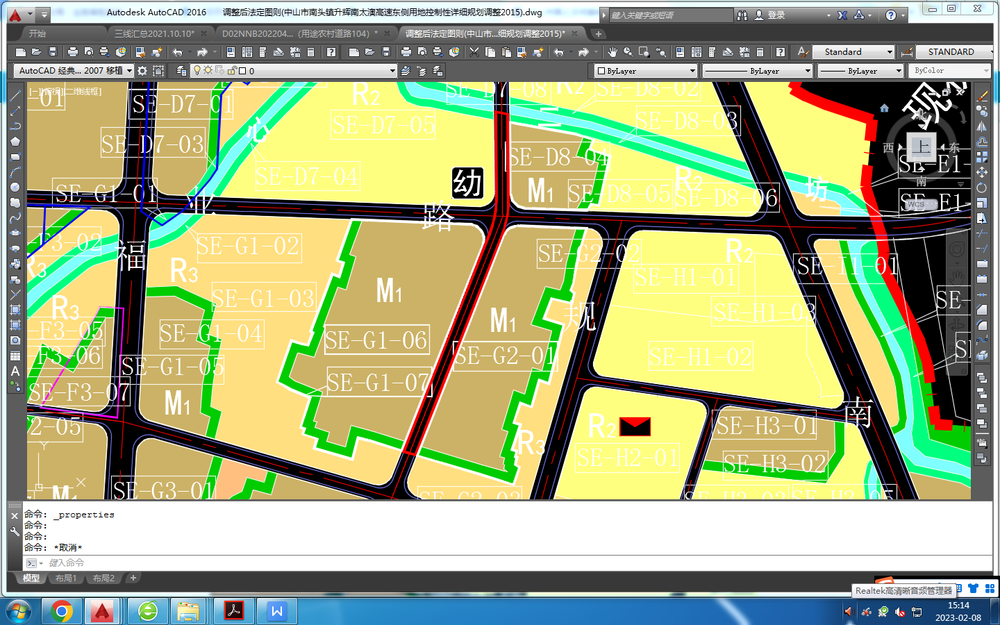 Autodesk AutoCAD 2016 调整后法定图则(中山市南头镇升辉南太澳高速东侧用地控制性详细规划调整2015).dwg
键入关键字或短语
登录
开始
三线汇总2021.10.10*
D02NNB202204... (用途农村道路104) *
调整后法定图则(中山市...细规划调整2015)*
Standard
STANDARD
AutoCAD 经典... 2007 移植
0
ByLayer
ByLayer
ByLayer
ByColor
[-][俯视][二维线框]
-01
SE-D7-01
R2
SE-D7-08
R2
SE-D8-02
现
SE-D7-03
心
SE-D7-05
二
SE-D8-03
北
西
上
东
南
SE-D7-04
SE-D8-04
SE-E1-
幼
M1
R2
坊
SE-G1-01
业
SE-D8-05
SE-D8-06
WCS
SE-E1-
路
-F3-02
福
SE-G1-02
SE-G2-02
R2
R3
R3
SE-H1-01
SE-I1-01
M1
R3
SE-G1-03
规
SE-H1-03
SE-
-F3-05
SE-G1-04
M1
SE-G1-06
-F3-06
SE-G1-05
SE-G2-01
SE-H1-02
SE-F3-07
M1
SE-G1-07
南
2-05
R2
SE-H3-01
R3
SE-H2-01
SE-H3-02
Y
X
M1
SE-G3-01
SE-H3-05
命令: _properties
命令:
命令:
命令: *取消*
键入命令
模型
布局1
布局2
Realtek高清晰音频管理器
15:14
2023-02-08